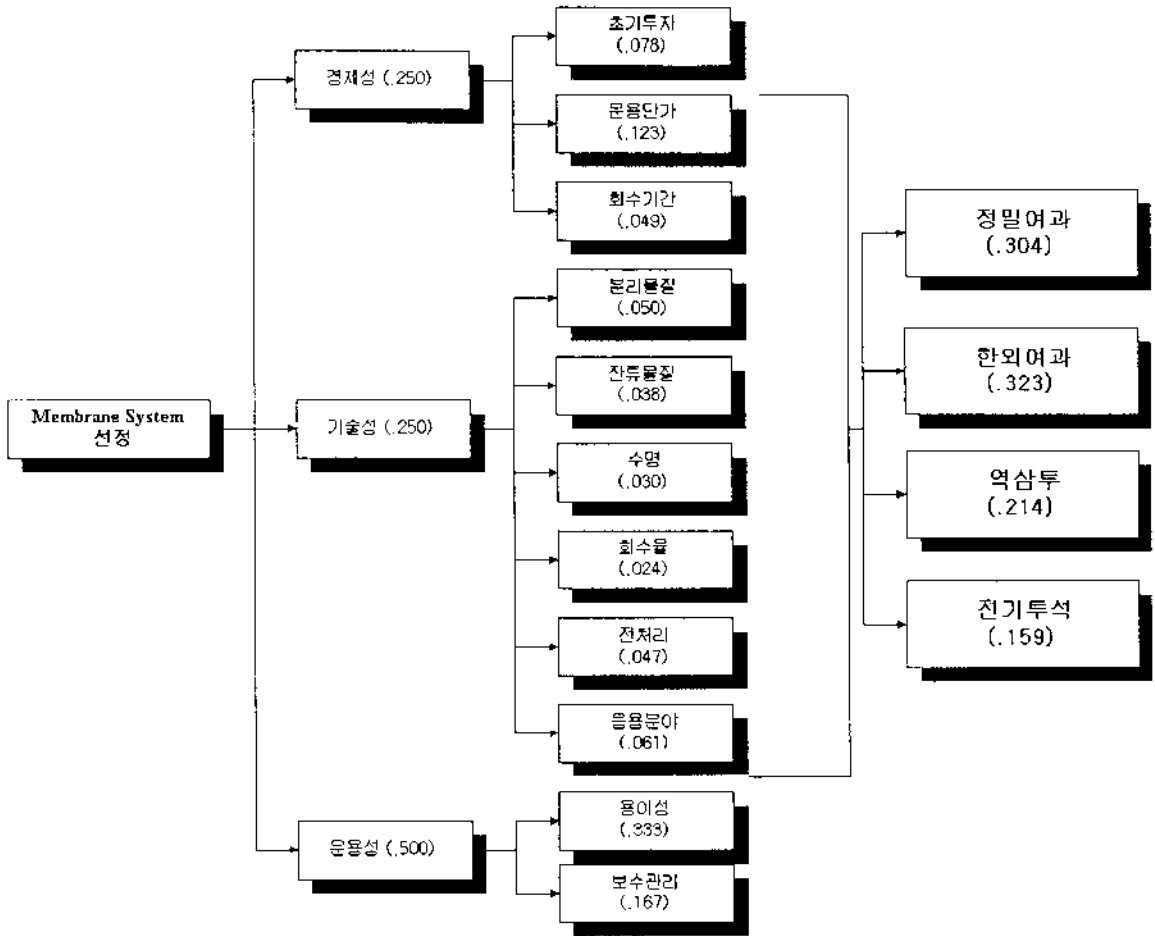 Membrane System
선정
경제성 (.250)
기술성 (.250)
운용성 (.500)
초기투자
(.078)
운용단가
(.123)
회수기간
(.049)
분리물질
(.050)
잔류물질
(.038)
수명
(.030)
회수율
(.024)
전처리
(.047)
응용분야
(.061)
용이성
(.333)
보수관리
(.167)
정밀여과
(.304)
한외여과
(.323)
역삼투
(.214)
전기투석
(.159)